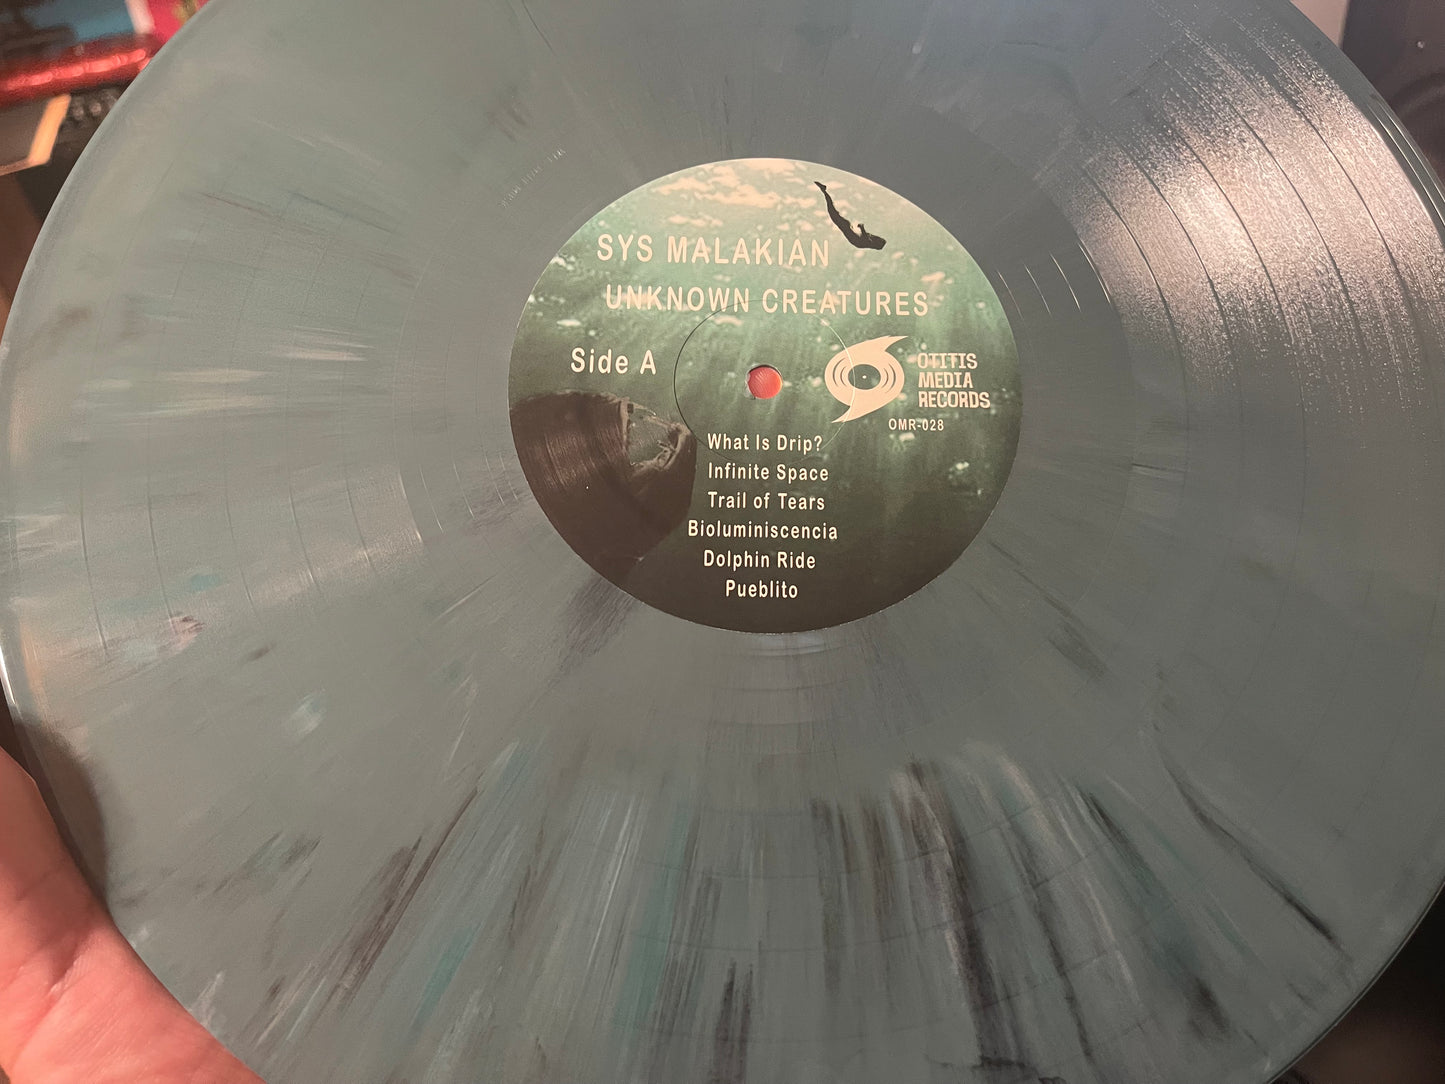 SYS MALAKIAN
UNKNOWN CREATURES
Side A
OTITIS
MEDIA
RECORDS
OMR-028
What Is Drip?
Infinite Space
Trail of Tears
Bioluminiscencia
Dolphin Ride
Pueblito